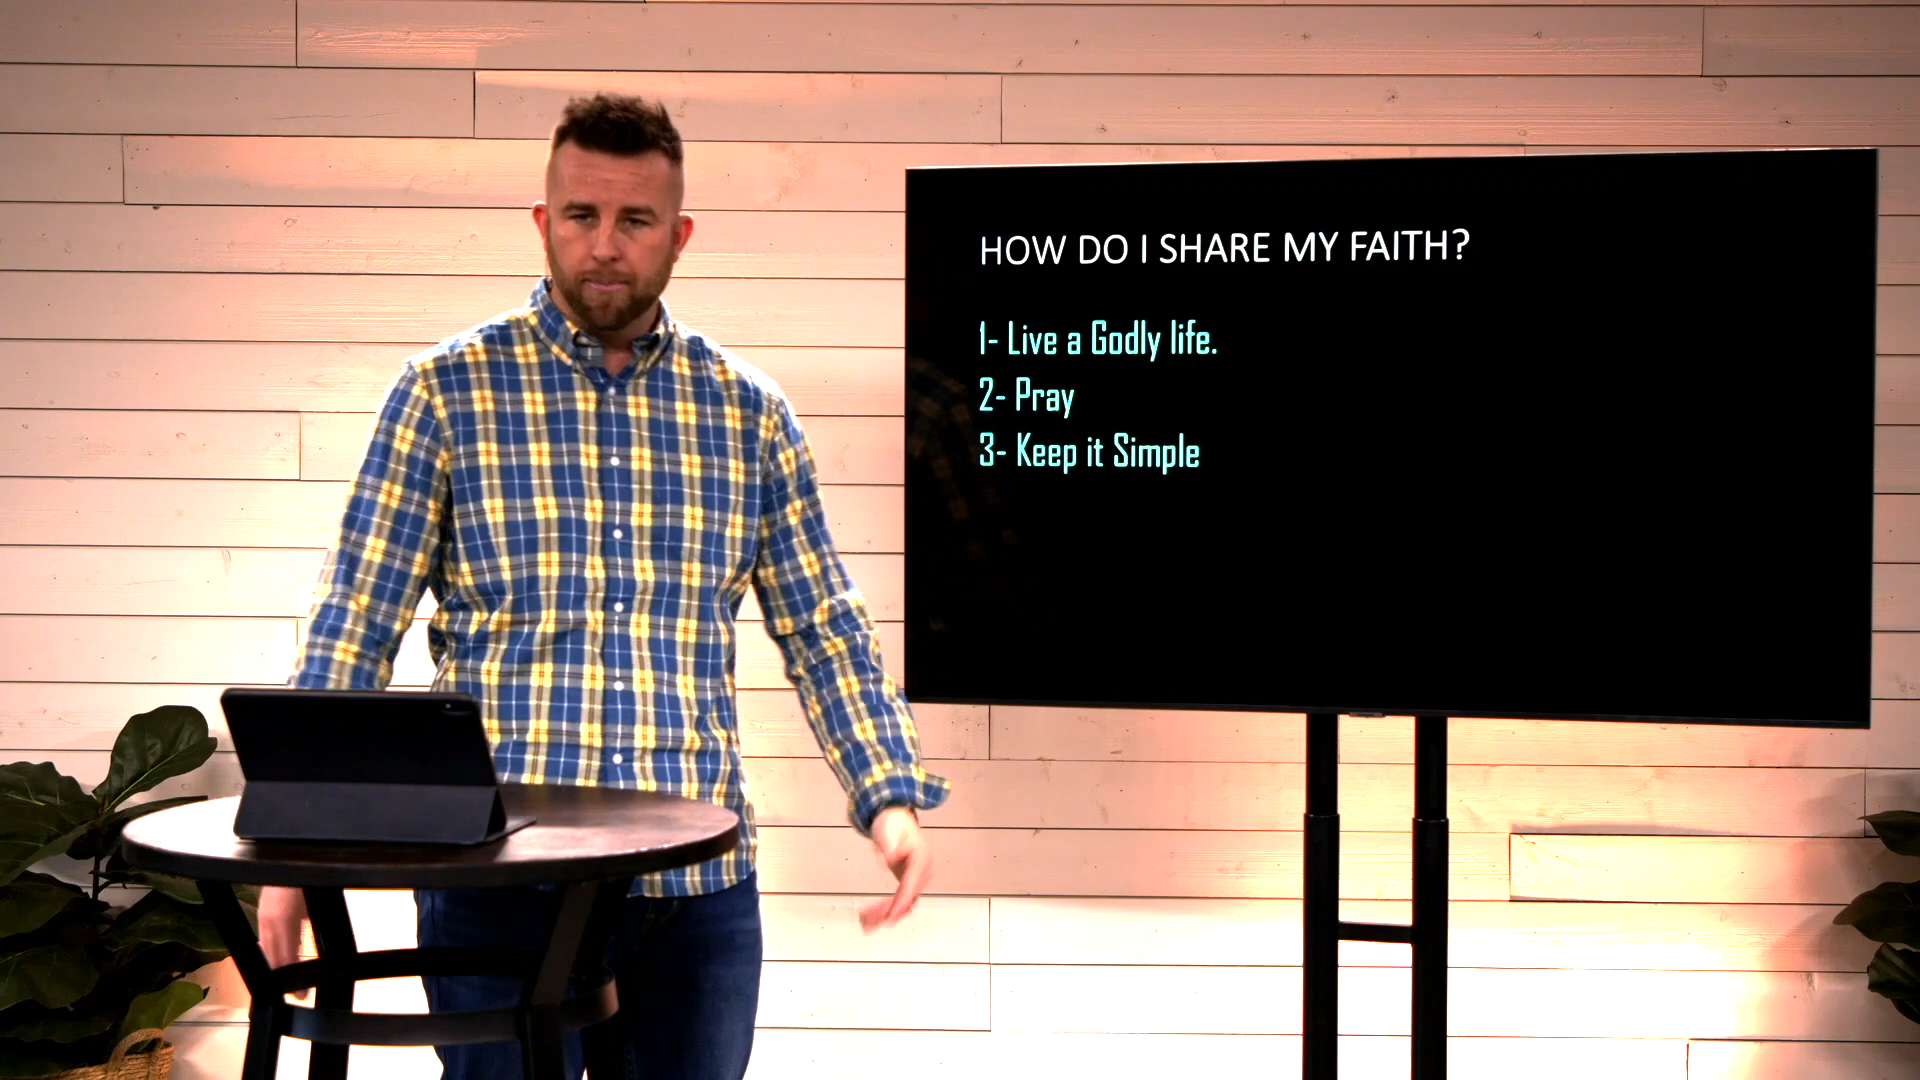 HOW DO I SHARE MY FAITH?
1- Live a Godly life.
2- Pray
3- Keep it Simple